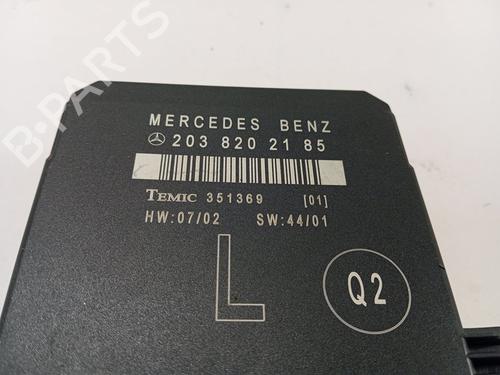 B-PARTS
MERCEDES BENZ
203 820 21 85
TEMIC 351369 [01]
HW:07/02 SW:44/01
L
Q2